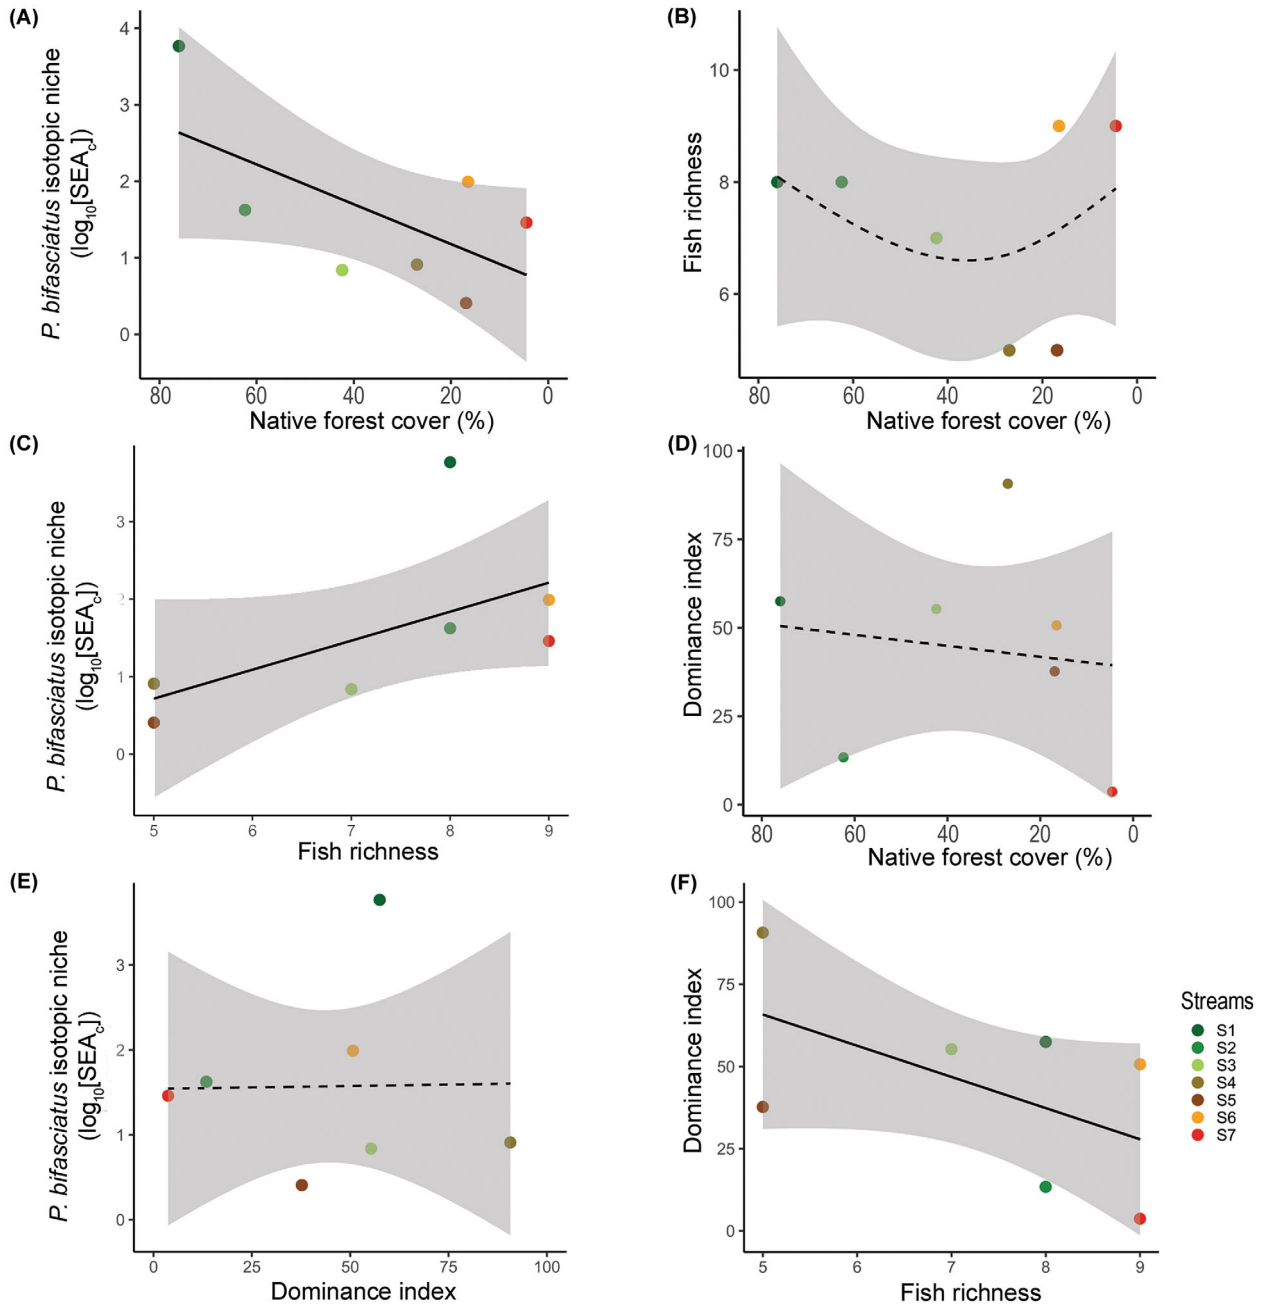 (A)
P. bifasciatus isotopic niche
(log10[SEAc])
4
3
2
1
0
80 60 40 20 0
Native forest cover (%)
(B)
Fish richness
10
8
6
80 60 40 20 0
Native forest cover (%)
(C)
P. bifasciatus isotopic niche
(log10[SEAc])
3
2
1
0
5 6 7 8 9
Fish richness
(D)
Dominance index
100
75
50
25
0
80 60 40 20 0
Native forest cover (%)
(E)
P. bifasciatus isotopic niche
(log10[SEAc])
3
2
1
0
0 25 50 75 100
Dominance index
(F)
Dominance index
100
75
50
25
0
5 6 7 8 9
Fish richness
Streams
S1
S2
S3
S4
S5
S6
S7